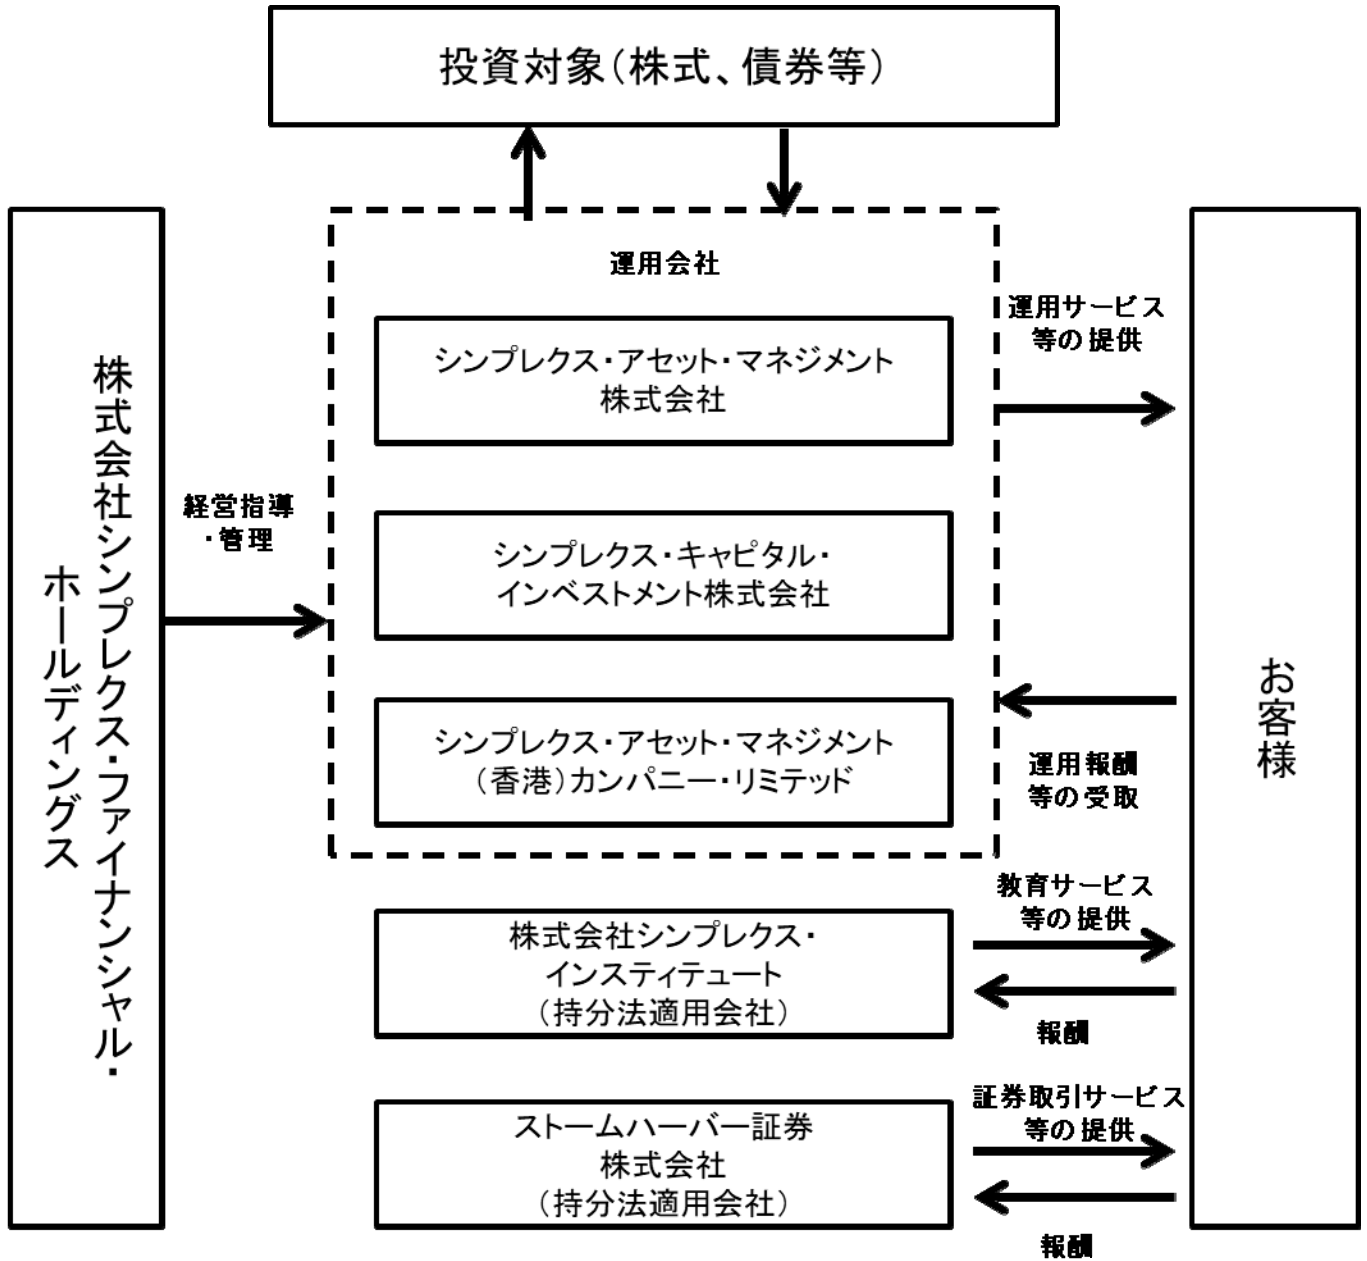 投資対象（株式、債券等）
株式会社シンプレクス・ファイナンシャル・
ホールディングス
経営指導
・管理
運用会社
シンプレクス・アセット・マネジメント
株式会社
シンプレクス・キャピタル・
インベストメント株式会社
シンプレクス・アセット・マネジメント
（香港）カンパニー・リミテッド
株式会社シンプレクス・
インスティテュート
（持分法適用会社）
ストームハーバー証券
株式会社
（持分法適用会社）
運用サービス
等の提供
運用報酬
等の受取
教育サービス
等の提供
報酬
証券取引サービス
等の提供
報酬
お客様